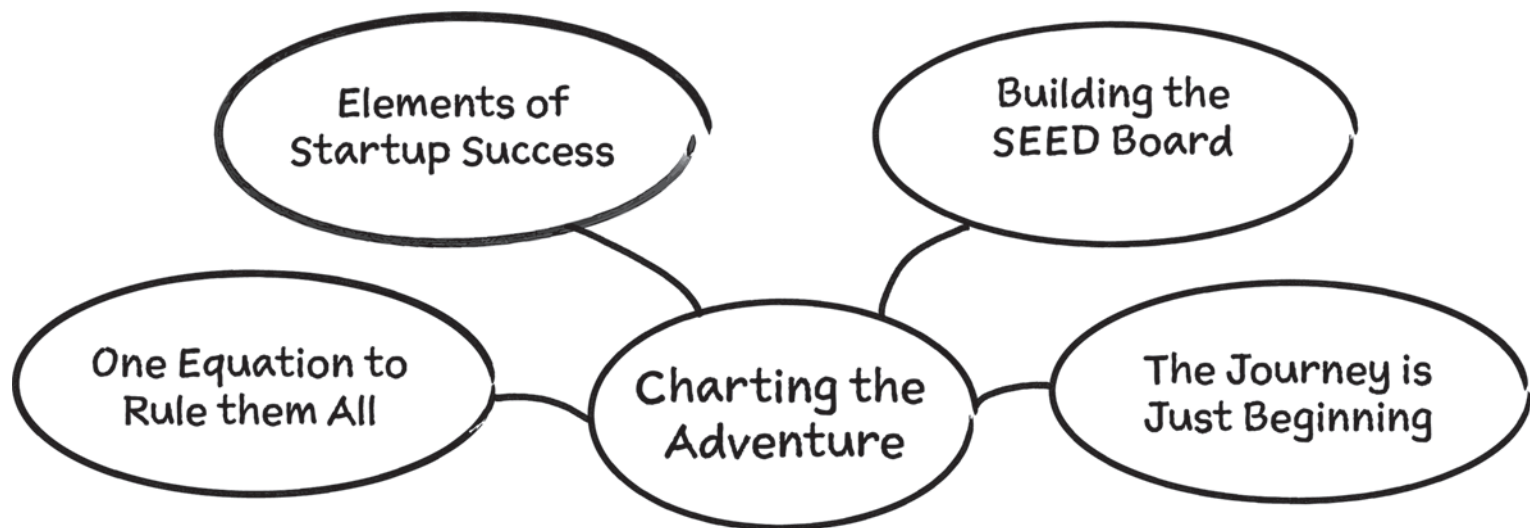 Elements of
Startup Success
Building the
SEED Board
One Equation to
Rule them All
Charting the
Adventure
The Journey is
Just Beginning